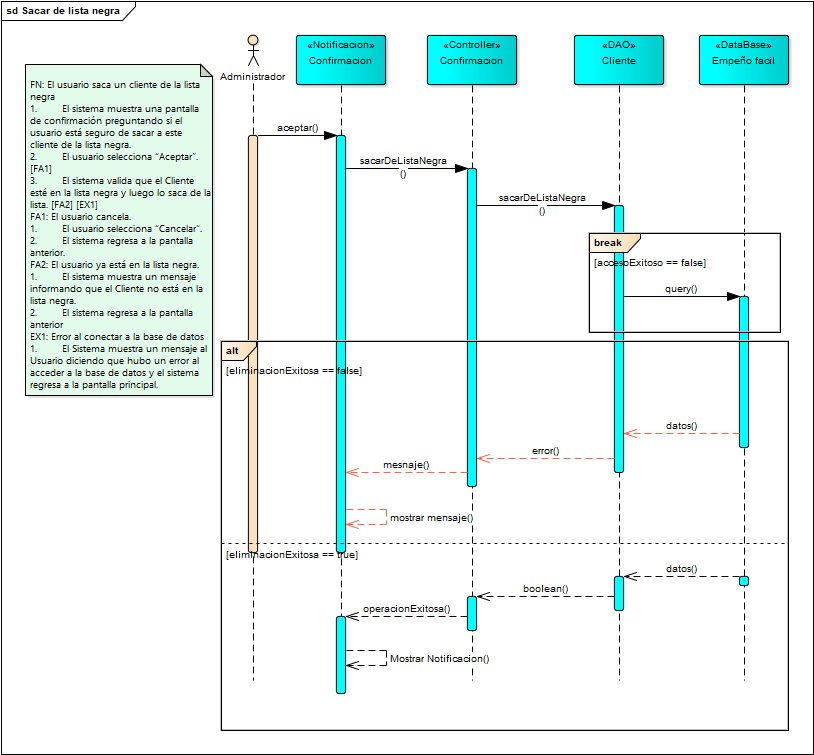 sd Sacar de lista negra
«Notificacion»
Confirmacion
«Controller»
Confirmacion
«DAO»
Cliente
«DataBase»
Empeño facil
Administrador
FN: El usuario saca un cliente de la lista
negra
1. El sistema muestra una pantalla
de confirmación preguntando si el
usuario está seguro de sacar a este
cliente de la lista negra.
2. El usuario selecciona “Aceptar”.
[FA1]
3. El sistema valida que el Cliente
esté en la lista negra y luego lo saca de la
lista. [FA2] [EX1]
FA1: El usuario cancela.
1. El usuario selecciona “Cancelar”.
2. El sistema regresa a la pantalla
anterior.
FA2: El usuario ya está en la lista negra.
1. El sistema muestra un mensaje
informando que el Cliente no está en la
lista negra.
2. El sistema regresa a la pantalla
anterior
EX1: Error al conectar a la base de datos
1. El Sistema muestra un mensaje al
Usuario diciendo que hubo un error al
acceder a la base de datos y el sistema
regresa a la pantalla principal.
aceptar()
sacarDeListaNegra
()
sacarDeListaNegra
()
break
[accesoExitoso == false]
query()
alt
[eliminacionExitosa == false]
datos()
error()
mesnaje()
mostrar mensaje()
[eliminacionExitosa == true]
datos()
boolean()
operacionExitosa()
Mostrar Notificacion()